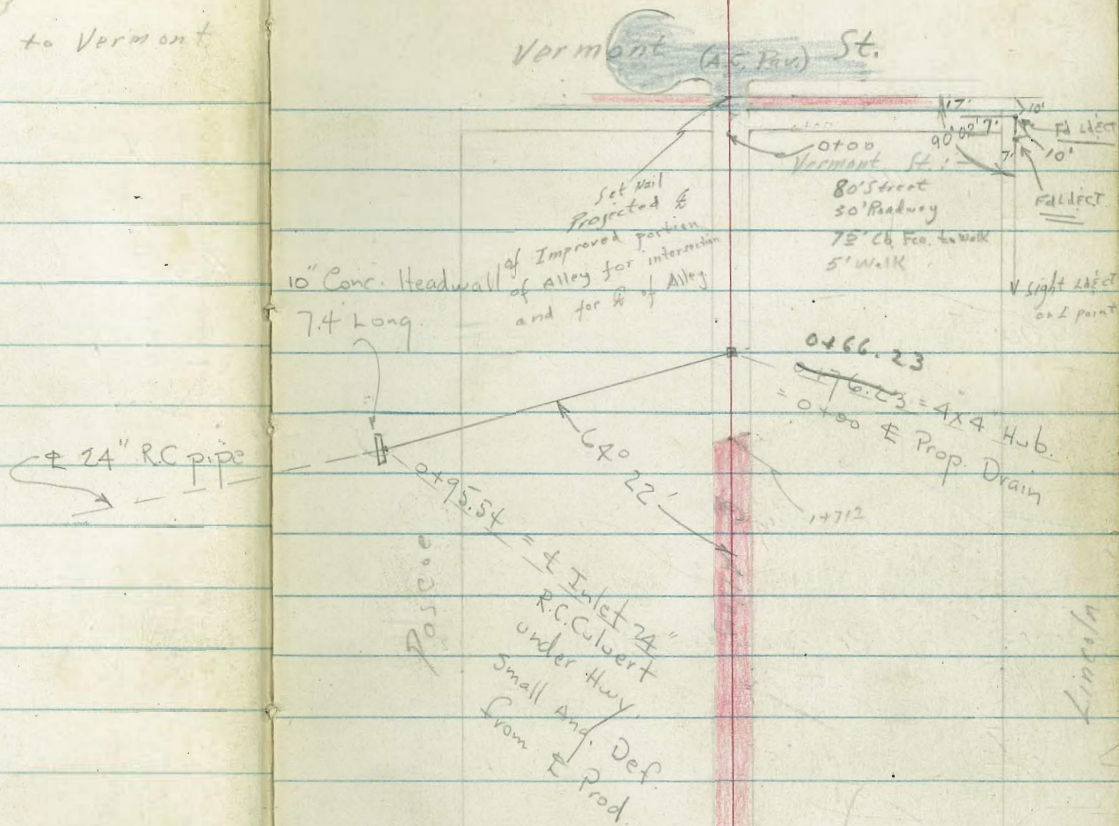 to Vermont
Vermont (A.C. Pav.) St.
17'
10'
Fd L&ECT
90°02'
7'
10'
7'
Fd L&ECT
0+00
Vermont St:
80' Street
30' Roadway
7½' Cb. Fce. to Walk
5' Walk
Set Nail
Projected ℄
of Improved portion
of Alley for intersection
and for ℄ of Alley
10" Conc. Headwall
7.4 Long
Sight L&ECT
on L point
0+66.23
0+76.23 = 4x4 Hub.
= 0+00 ℄ Prop. Drain
℄ 24" R.C pipe
64° 22'
0+95.54 = ℄ Inlet 24"
R.C. Culvert
under Hwy.
Small Ang. Def
from ℄ Prod
1+71²
Lincoln